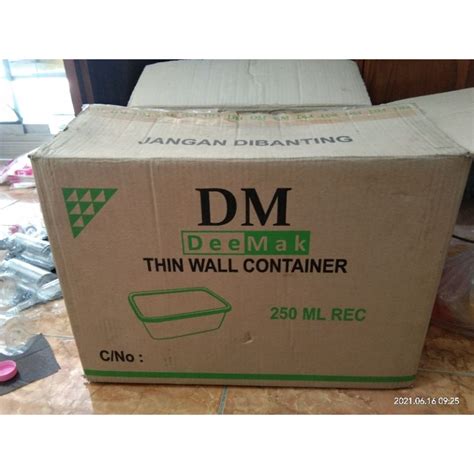 JANGAN DIBANTING
DM
DeeMak
THIN WALL CONTAINER
250 ML REC
C/No :
2021.06.16 09:25